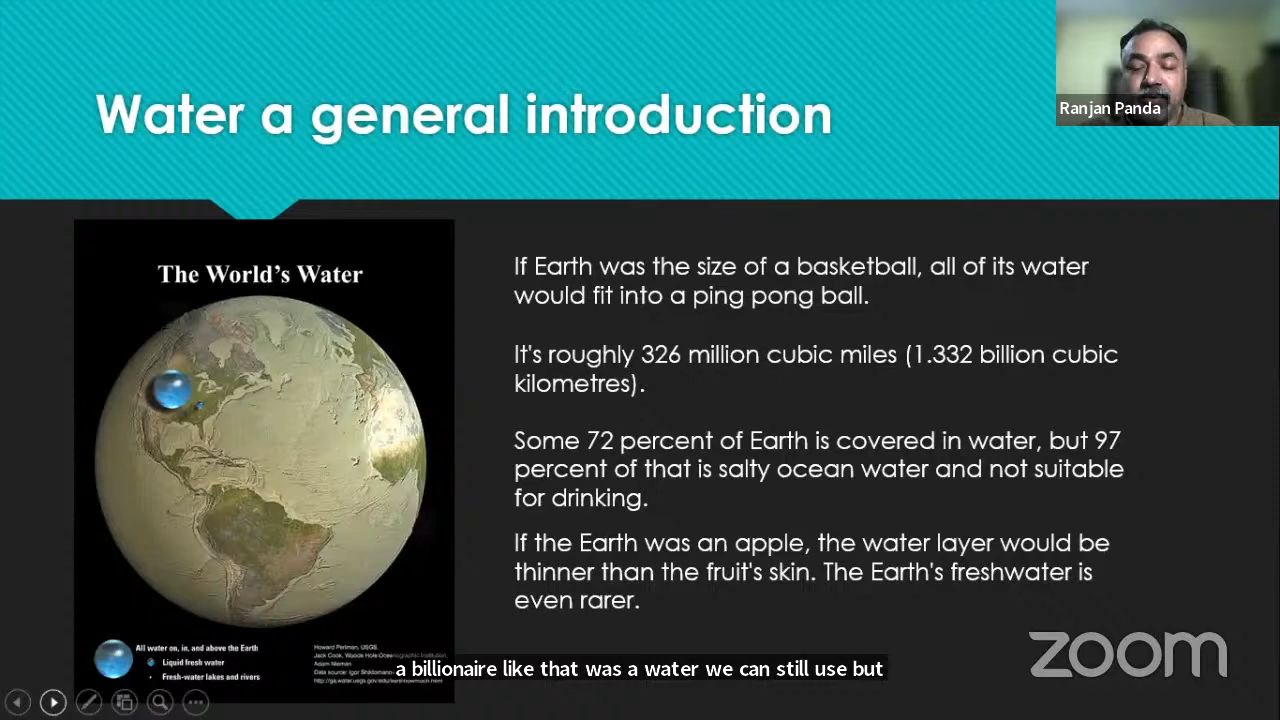 Water a general introduction
Ranjan Panda
The World's Water
If Earth was the size of a basketball, all of its water
would fit into a ping pong ball.
It's roughly 326 million cubic miles (1.332 billion cubic
kilometres).
Some 72 percent of Earth is covered in water, but 97
percent of that is salty ocean water and not suitable
for drinking.
If the Earth was an apple, the water layer would be
thinner than the fruit's skin. The Earth's freshwater is
even rarer.
All water on, in, and above the Earth
Liquid fresh water
Fresh-water lakes and rivers
Howard Perlman, USGS,
Jack Cook, Woods Hole Oceanographic Institution,
Adam Nieman
Data source: Igor
a billionaire like that was a water we can still use but
zoom